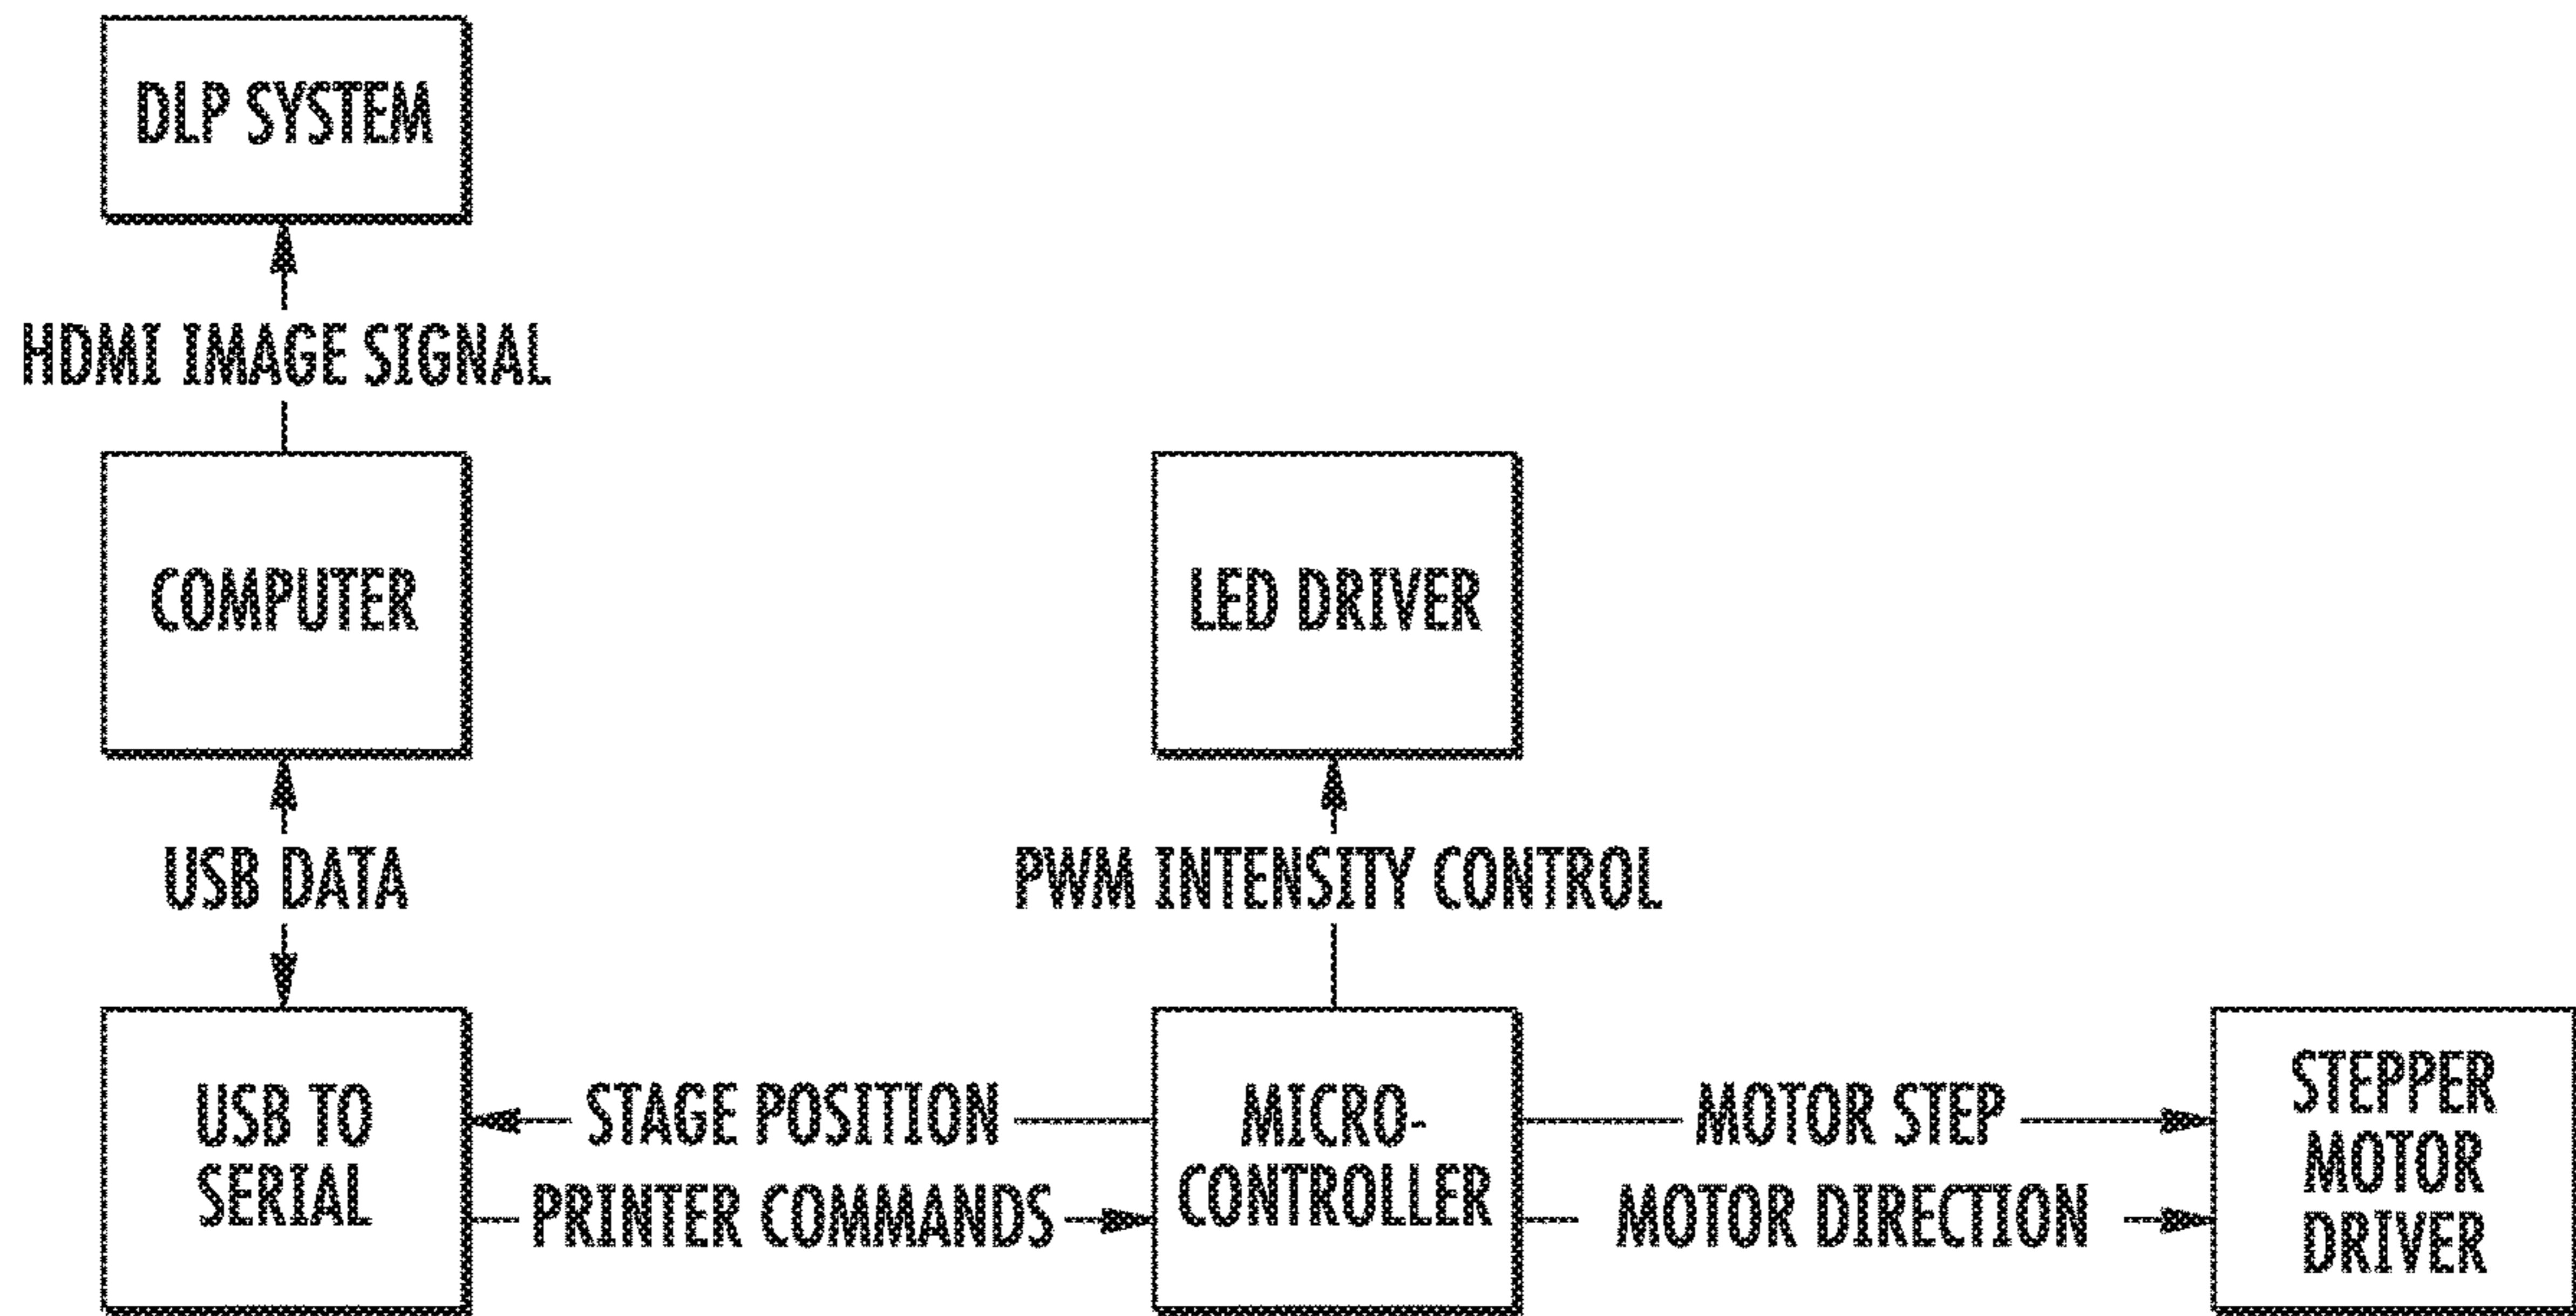 DLP SYSTEM
HDMI IMAGE SIGNAL
COMPUTER
LED DRIVER
USB DATA
PWM INTENSITY CONTROL
USB TO
SERIAL
STAGE POSITION
PRINTER COMMANDS
MICRO-
CONTROLLER
MOTOR STEP
MOTOR DIRECTION
STEPPER
MOTOR
DRIVER